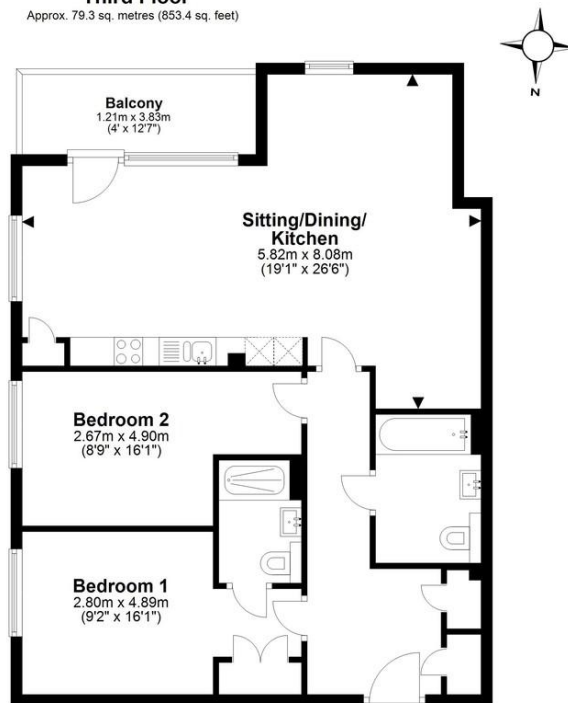 Third Floor
Approx. 79.3 sq. metres (853.4 sq. feet)
N
Balcony
1.21m x 3.83m
(4' x 12'7")
Sitting/Dining/
Kitchen
5.82m x 8.08m
(19'1" x 26'6")
Bedroom 2
2.67m x 4.90m
(8'9" x 16'1")
Bedroom 1
2.80m x 4.89m
(9'2" x 16'1")